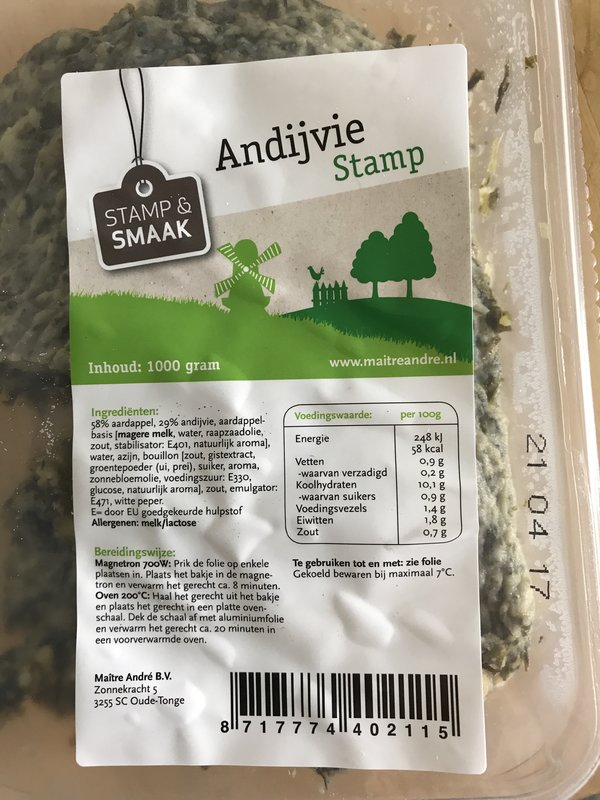 Andijvie
Stamp
STAMP &
SMAAK
Inhoud: 1000 gram
www.maitreandre.nl
Ingrediënten:
58% aardappel, 29% andijvie, aardappel-
basis [magere melk, water, raapzaadolie,
zout, stabilisator: E401, natuurlijk aroma],
water, azijn, bouillon [zout, gistextract,
groentepoeder (ui, prei), suiker, aroma,
zonnebloemolie, voedingszuur: E330,
glucose, natuurlijk aroma], zout, emulgator:
E471, witte peper.
E= door EU goedgekeurde hulpstof
Allergenen: melk/lactose
Voedingswaarde: per 100g
Energie 248 kJ
58 kcal
Vetten 0,9 g
-waarvan verzadigd 0,2 g
Koolhydraten 10,1 g
-waarvan suikers 0,9 g
Voedingsvezels 1,4 g
Eiwitten 1,8 g
Zout 0,7 g
Bereidingswijze:
Magnetron 700W: Prik de folie op enkele
plaatsen in. Plaats het bakje in de magne-
tron en verwarm het gerecht ca. 8 minuten.
Oven 200°C: Haal het gerecht uit het bakje
en plaats het gerecht in een platte oven-
schaal. Dek de schaal af met aluminiumfolie
en verwarm het gerecht ca. 20 minuten in
een voorverwarmde oven.
Te gebruiken tot en met: zie folie
Gekoeld bewaren bij maximaal 7°C.
Maître André B.V.
Zonnekracht 5
3255 SC Oude-Tonge
8 717774 402115
21 04 17